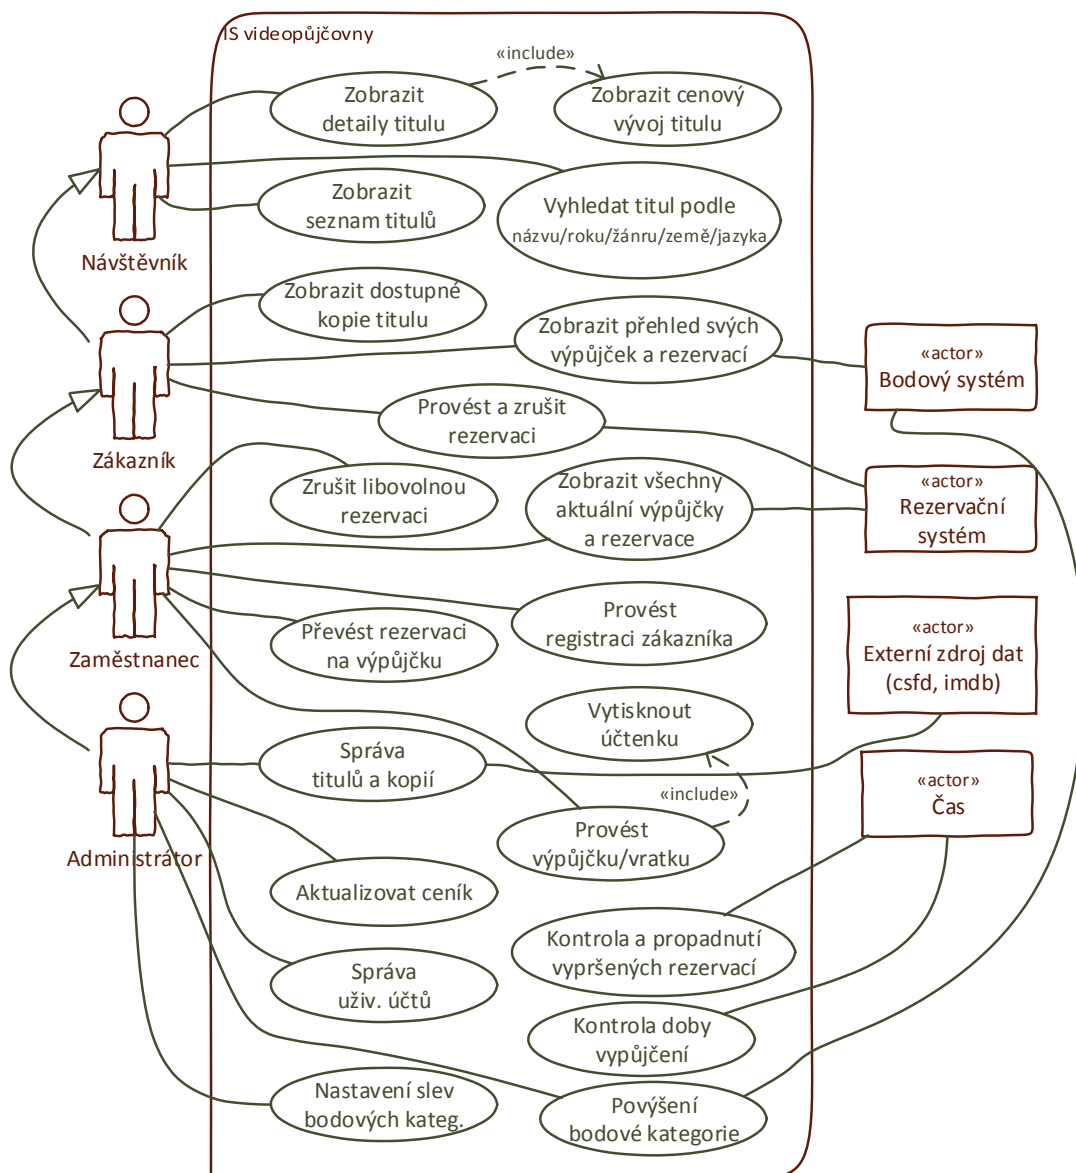 IS videopůjčovny
«include»
Zobrazit
detaily titulu
Zobrazit cenový
vývoj titulu
Návštěvník
Zobrazit
seznam titulů
Vyhledat titul podle
názvu/roku/žánru/země/jazyka
Zobrazit dostupné
kopie titulu
Zobrazit přehled svých
výpůjček a rezervací
«actor»
Bodový systém
Zákazník
Provést a zrušit
rezervaci
Zrušit libovolnou
rezervaci
Zobrazit všechny
aktuální výpůjčky
a rezervace
«actor»
Rezervační
systém
Zaměstnanec
Převést rezervaci
na výpůjčku
Provést
registraci zákazníka
«actor»
Externí zdroj dat
(csfd, imdb)
Vytisknout
účtenku
Správa
titulů a kopií
«include»
«actor»
Čas
Administrátor
Provést
výpůjčku/vratku
Aktualizovat ceník
Kontrola a propadnutí
vypršených rezervací
Správa
uživ. účtů
Kontrola doby
vypůjčení
Nastavení slev
bodových kateg.
Povýšení
bodové kategorie